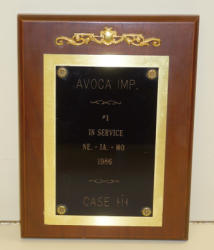 AVOCA IMP.
#1
IN SERVICE
NE. - IA. - MO
1986
CASE IH